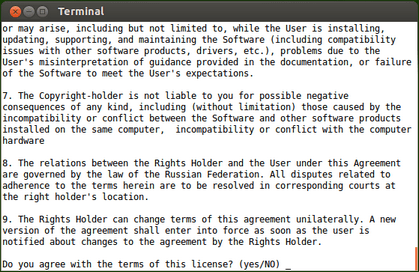 Terminal
or may arise, including but not limited to, while the User is installing,
updating, supporting, and maintaining the Software (including compatibility
issues with other software products, drivers, etc.), problems due to the
User's misinterpretation of guidance provided in the documentation, or failure
of the Software to meet the User's expectations.
7. The Copyright-holder is not liable to you for possible negative
consequences of any kind, including (without limitation) those caused by the
incompatibility or conflict between the Software and other software products
installed on the same computer,  incompatibility or conflict with the computer
hardware
8. The relations between the Rights Holder and the User under this Agreement
are governed by the law of the Russian Federation. All disputes related to
adherence to the terms herein are to be resolved in corresponding courts at
the right holder's location.
9. The Rights Holder can change terms of this agreement unilaterally. A new
version of the agreement shall enter into force as soon as the user is
notified about changes to the agreement by the Rights Holder.
Do you agree with the terms of this license? (yes/NO) _